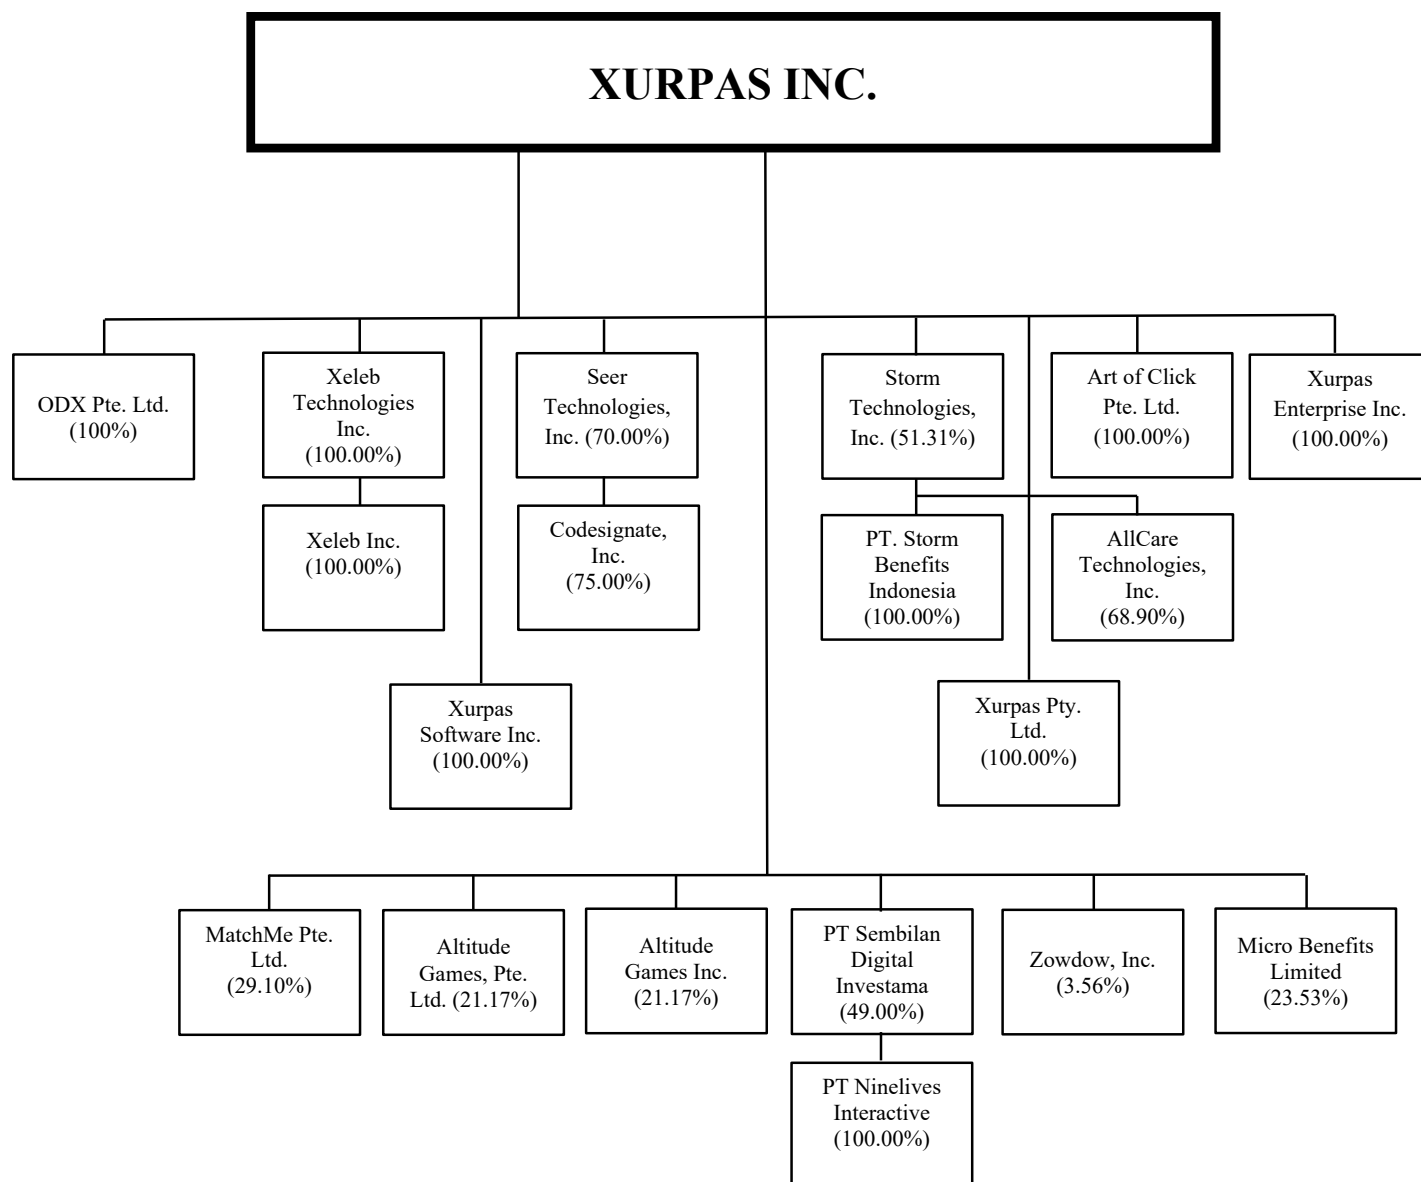 XURPAS INC.
ODX Pte. Ltd.
(100%)
Xeleb
Technologies
Inc.
(100.00%)
Seer
Technologies,
Inc. (70.00%)
Storm
Technologies,
Inc. (51.31%)
Art of Click
Pte. Ltd.
(100.00%)
Xurpas
Enterprise Inc.
(100.00%)
Xeleb Inc.
(100.00%)
Codesignate,
Inc.
(75.00%)
PT. Storm
Benefits
Indonesia
(100.00%)
AllCare
Technologies,
Inc.
(68.90%)
Xurpas
Software Inc.
(100.00%)
Xurpas Pty.
Ltd.
(100.00%)
MatchMe Pte.
Ltd.
(29.10%)
Altitude
Games, Pte.
Ltd. (21.17%)
Altitude
Games Inc.
(21.17%)
PT Sembilan
Digital
Investama
(49.00%)
Zowdow, Inc.
(3.56%)
Micro Benefits
Limited
(23.53%)
PT Ninelives
Interactive
(100.00%)